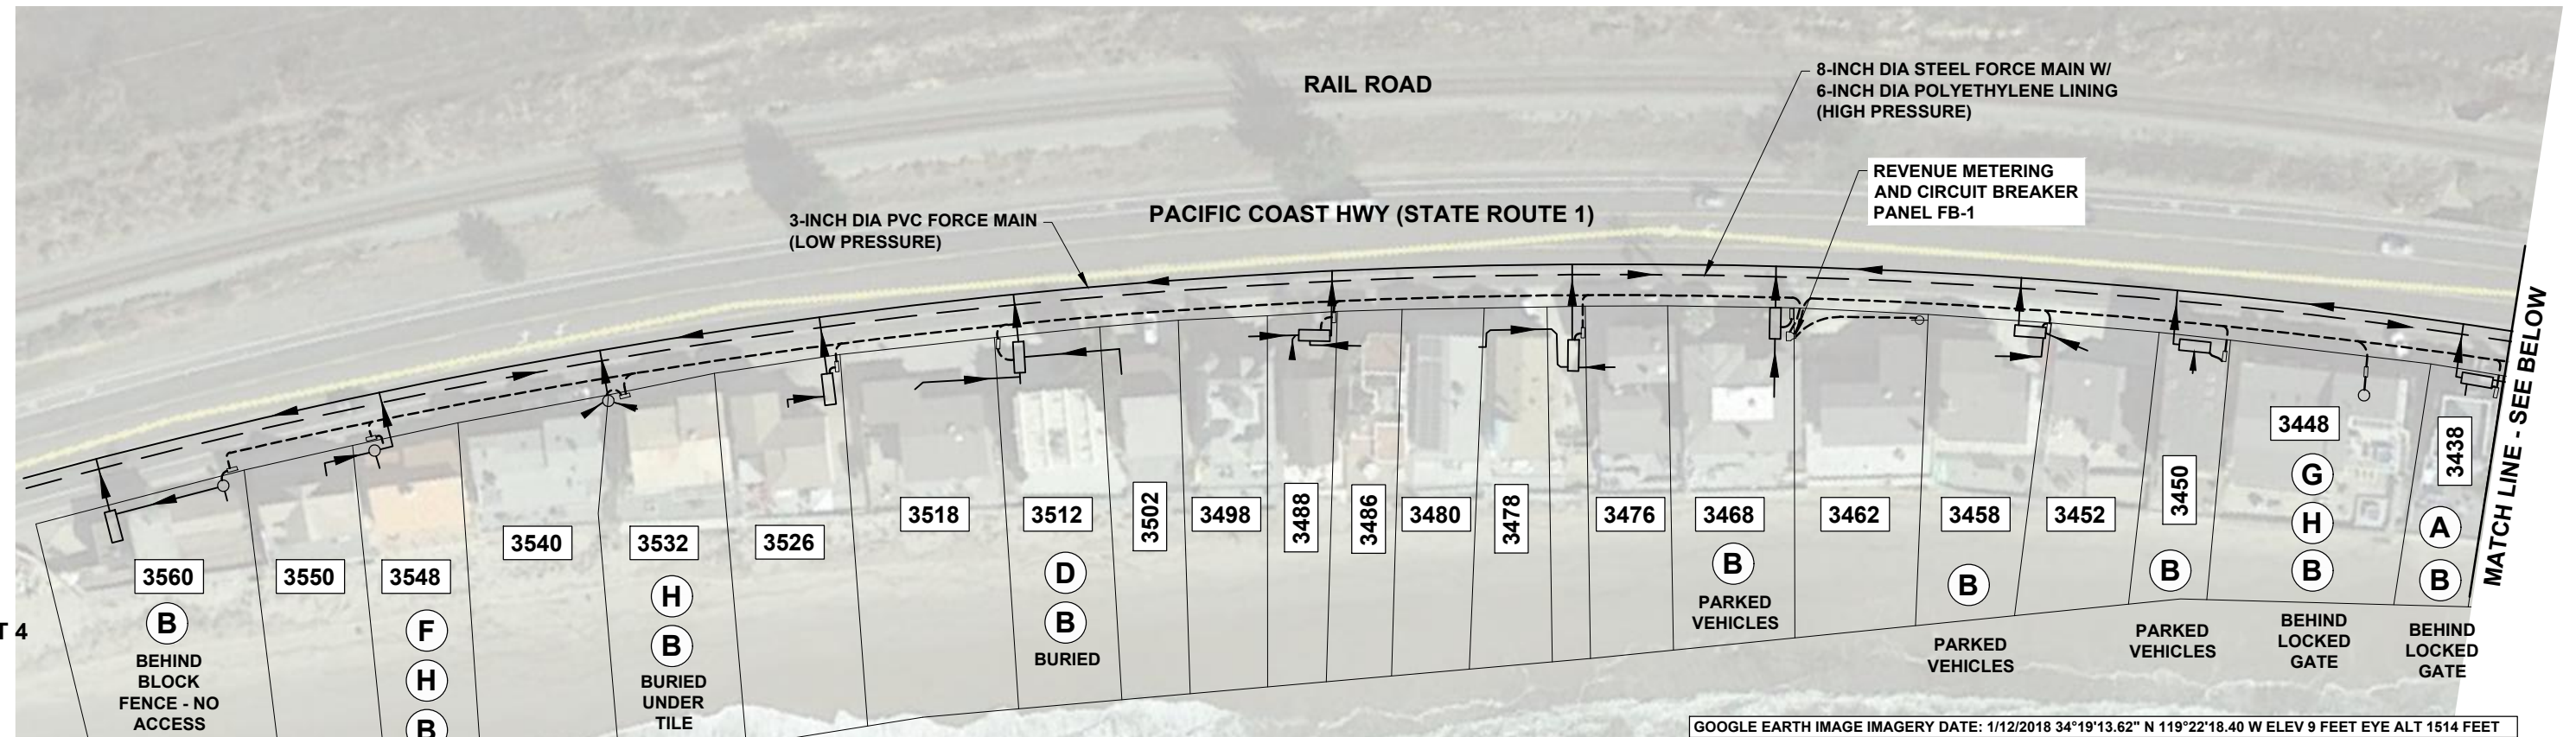 RAIL ROAD
8-INCH DIA STEEL FORCE MAIN W/
6-INCH DIA POLYETHYLENE LINING
(HIGH PRESSURE)
REVENUE METERING
AND CIRCUIT BREAKER
PANEL FB-1
3-INCH DIA PVC FORCE MAIN
(LOW PRESSURE)
PACIFIC COAST HWY (STATE ROUTE 1)
MATCH LINE - SEE BELOW
T 4
3560
B
BEHIND
BLOCK
FENCE - NO
ACCESS
3550
3548
F
H
B
3540
3532
H
B
BURIED
UNDER
TILE
3526
3518
3512
D
B
BURIED
3502
3498
3488
3486
3480
3478
3476
3468
B
PARKED
VEHICLES
3462
3458
B
PARKED
VEHICLES
3452
3450
B
PARKED
VEHICLES
3448
G
H
B
BEHIND
LOCKED
GATE
3438
A
B
BEHIND
LOCKED
GATE
GOOGLE EARTH IMAGE IMAGERY DATE: 1/12/2018 34°19'13.62" N 119°22'18.40 W ELEV 9 FEET EYE ALT 1514 FEET